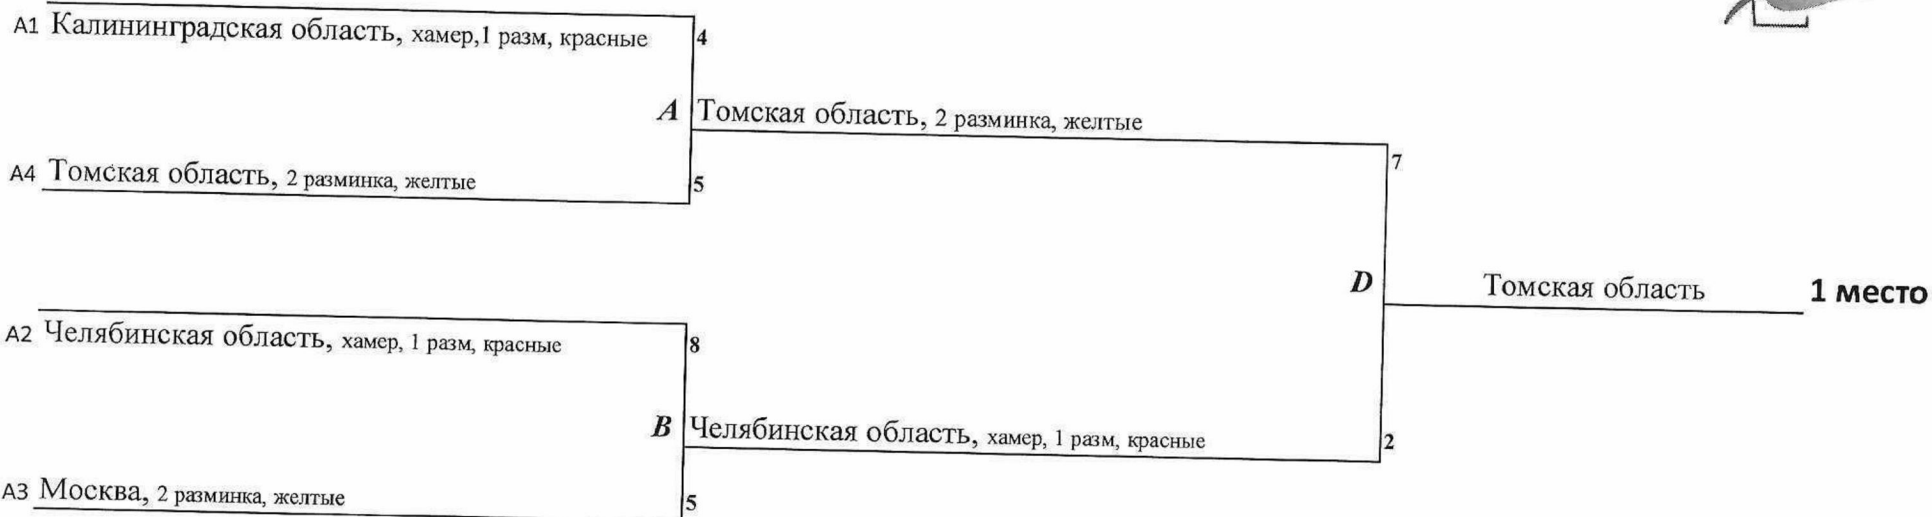 A1 Калининградская область, хамер,1 разм, красные
4
A Томская область, 2 разминка, желтые
7
A4 Томская область, 2 разминка, желтые
5
D Томская область 1 место
A2 Челябинская область, хамер, 1 разм, красные
8
B Челябинская область, хамер, 1 разм, красные
2
A3 Москва, 2 разминка, желтые
5